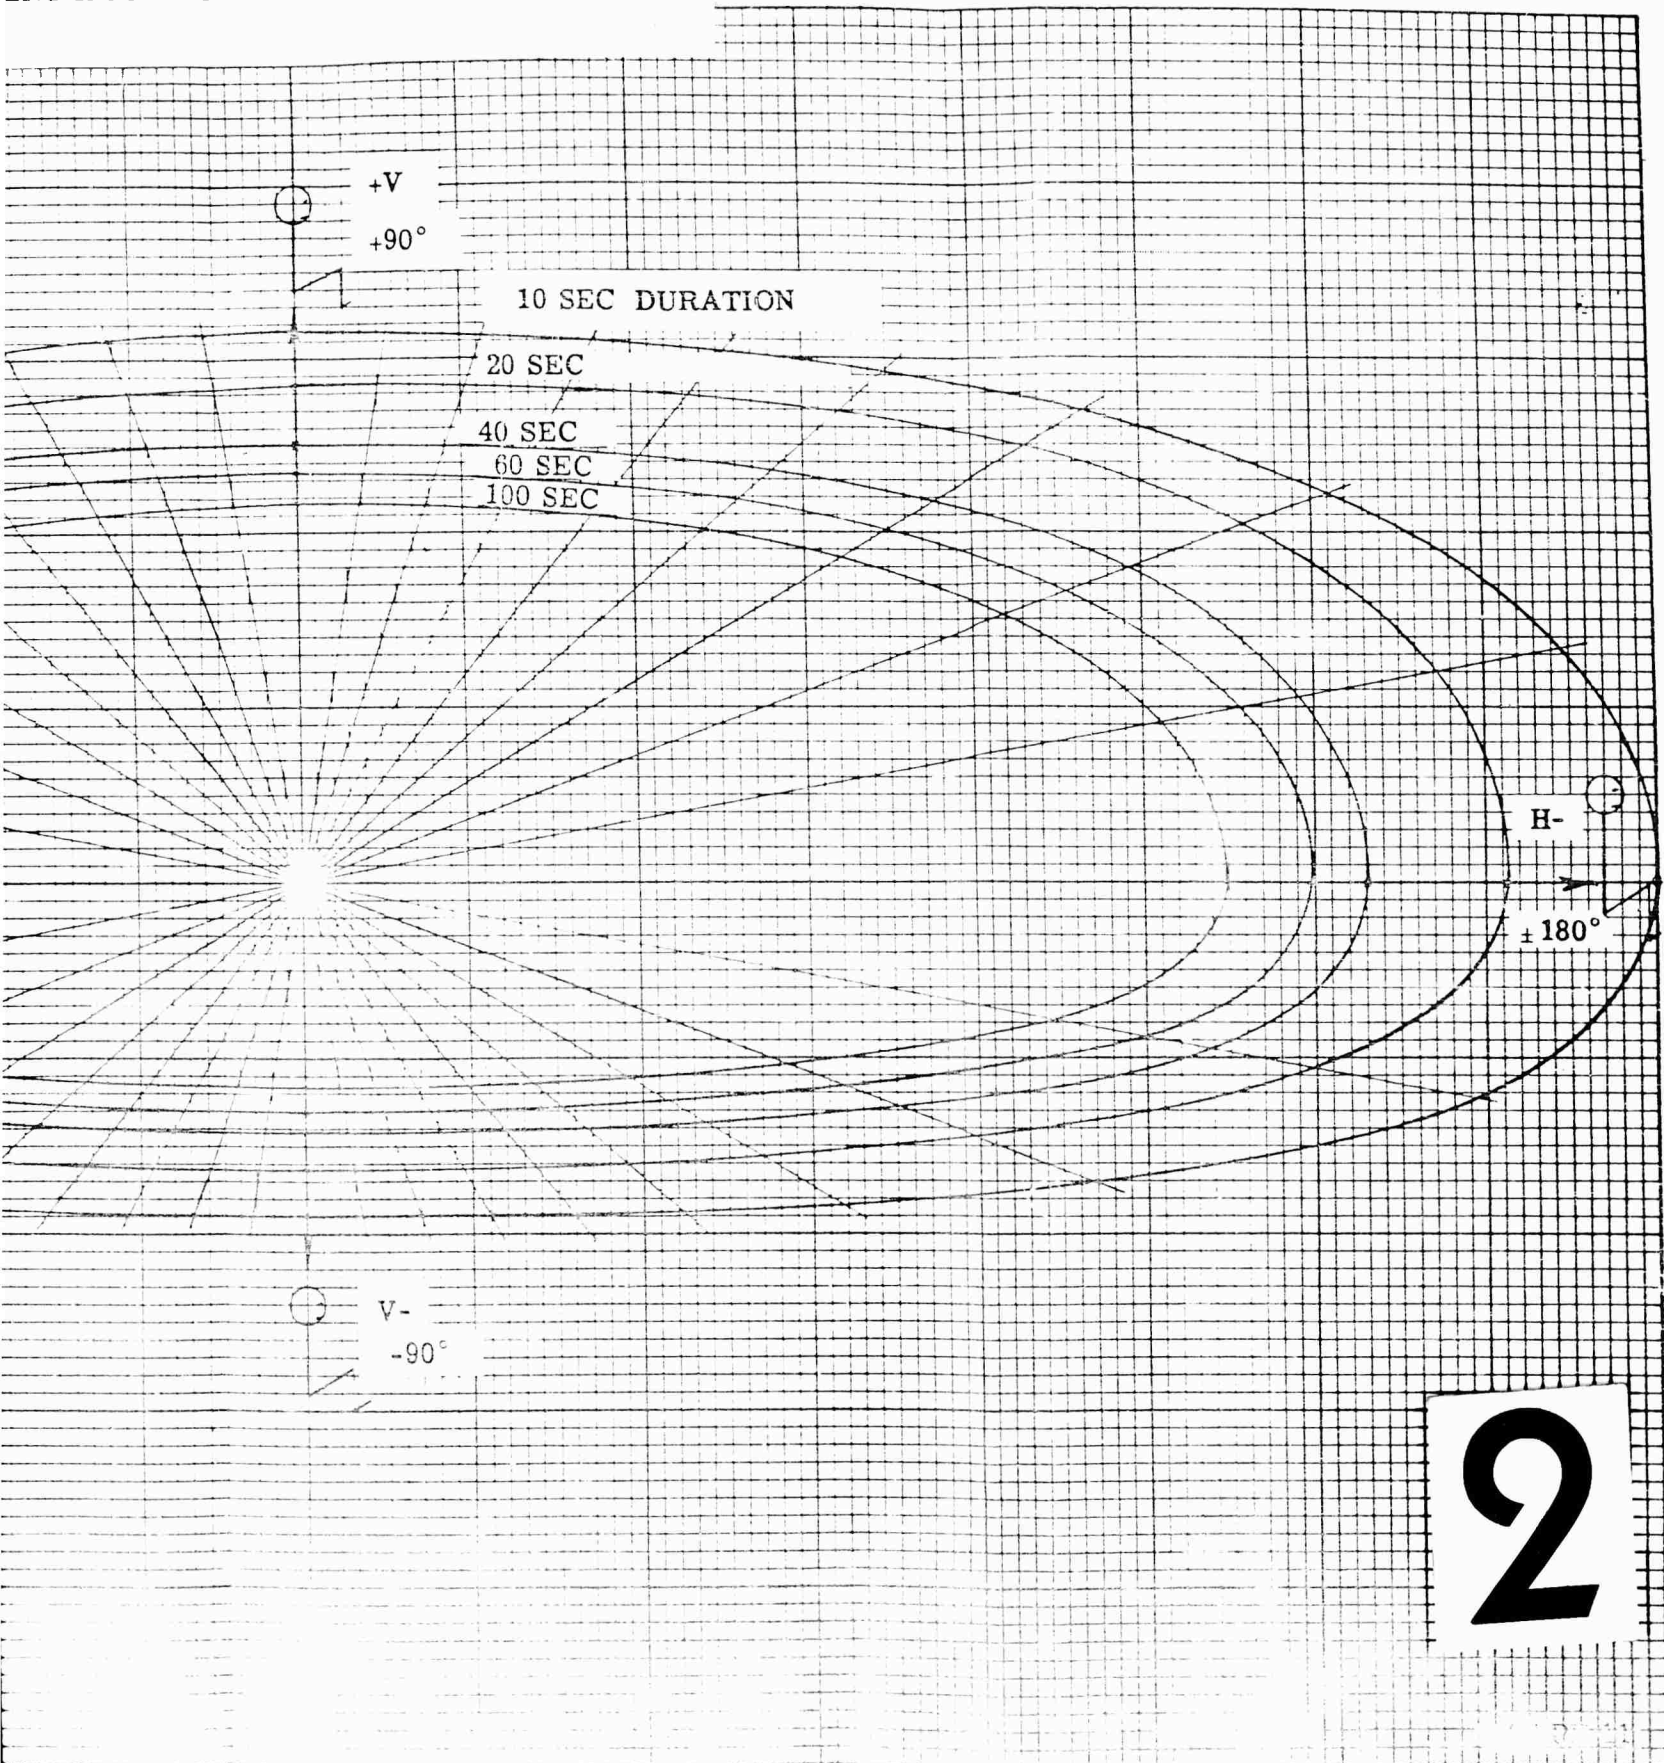 +V
+90°
10 SEC DURATION
20 SEC
40 SEC
60 SEC
100 SEC
H-
±180°
V-
-90°
2